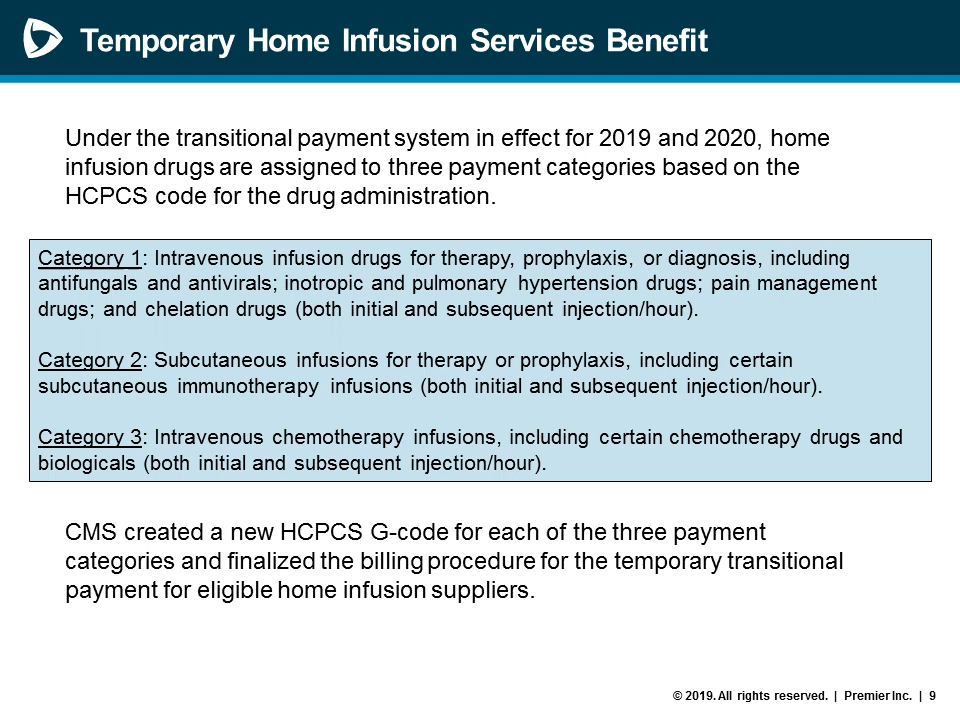 Temporary Home Infusion Services Benefit
Under the transitional payment system in effect for 2019 and 2020, home
infusion drugs are assigned to three payment categories based on the
HCPCS code for the drug administration.
Category 1: Intravenous infusion drugs for therapy, prophylaxis, or diagnosis, including
antifungals and antivirals; inotropic and pulmonary hypertension drugs; pain management
drugs; and chelation drugs (both initial and subsequent injection/hour).
Category 2: Subcutaneous infusions for therapy or prophylaxis, including certain
subcutaneous immunotherapy infusions (both initial and subsequent injection/hour).
Category 3: Intravenous chemotherapy infusions, including certain chemotherapy drugs and
biologicals (both initial and subsequent injection/hour).
CMS created a new HCPCS G-code for each of the three payment
categories and finalized the billing procedure for the temporary transitional
payment for eligible home infusion suppliers.
© 2019. All rights reserved. | Premier Inc. | 9